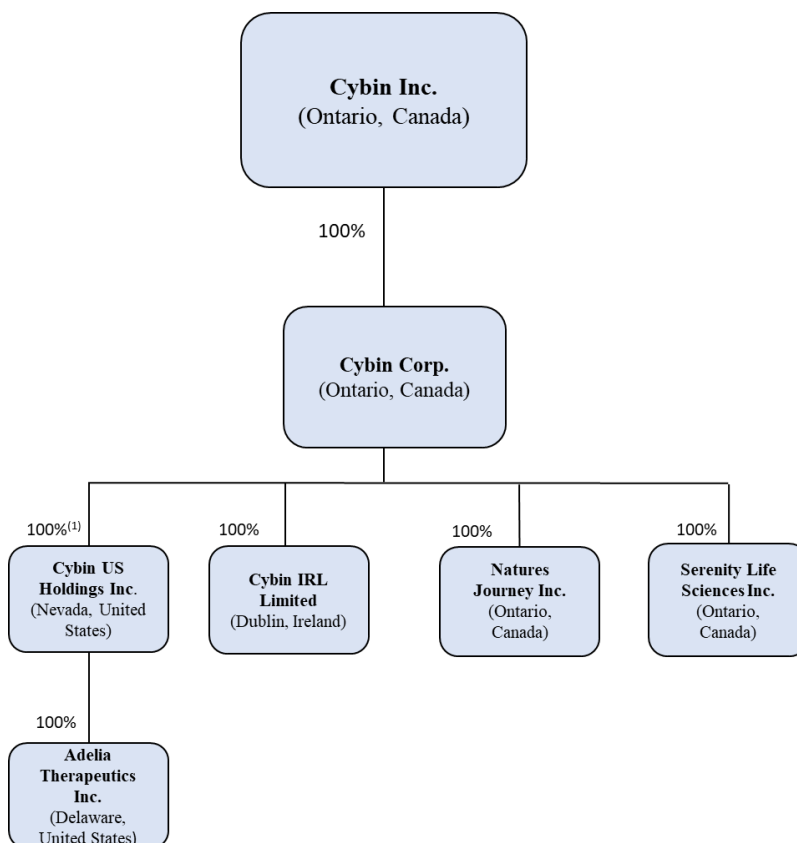 Cybin Inc.
(Ontario, Canada)
100%
Cybin Corp.
(Ontario, Canada)
100%(1)
100%
100%
100%
Cybin US
Holdings Inc.
(Nevada, United
States)
Cybin IRL
Limited
(Dublin, Ireland)
Natures
Journey Inc.
(Ontario,
Canada)
Serenity Life
Sciences Inc.
(Ontario,
Canada)
100%
Adelia
Therapeutics
Inc.
(Delaware,
United States)